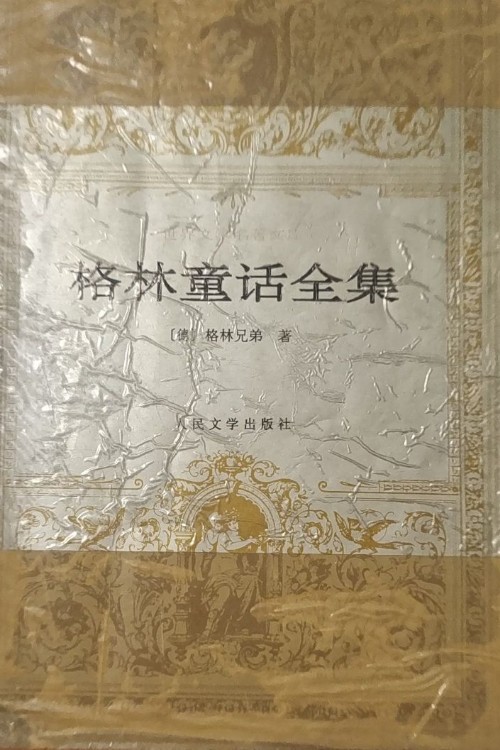 格林童话全集
〔德〕格林兄弟 著
人民文学出版社